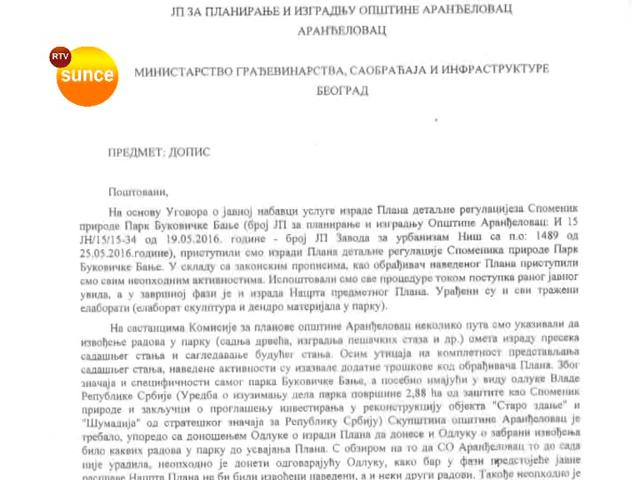 ЈП ЗА ПЛАНИРАЊЕ И ИЗГРАДЊУ ОПШТИНЕ АРАНЂЕЛОВАЦ
АРАНЂЕЛОВАЦ
RTV
sunce
МИНИСТАРСТВО ГРАЂЕВИНАРСТВА, САОБРАЋАЈА И ИНФРАСТРУКТУРЕ
БЕОГРАД
ПРЕДМЕТ: ДОПИС
Поштовани,
На основу Уговора о јавној набавци услуге израде Плана детаљне регулацијеза Споменик
природе Парк Буковичке Бање (број ЈП за планирање и изградњу Општине Аранђеловац: И 15
ЈН/15/15-34 од 19.05.2016. године - број ЈП Завода за урбанизам Ниш са п.о: 1489 од
25.05.2016.године), приступили смо изради Плана детаљне регулације Споменика природе Парк
Буковичке Бање. У складу са законским прописима, као обрађивач наведеног Плана приступили
смо свим неопходним активностима. Испоштовали смо све процедуре током поступка раног јавног
увида, а у завршној фази је и израда Нацрта предметног Плана. Урађени су и сви тражени
елаборати (елаборат скулптура и дендро материјала у парку).
На састанцима Комисије за планове општине Аранђеловац неколико пута смо указивали да
извођење радова у парку (садња дрвећа, изградња пешачких стаза и др.) омета израду пресека
садашњег стања и сагледавање будућег стања. Осим утицаја на комплетност представљања
садашњег стања, наведене активности су изазвале додатне трошкове код обрађивача Плана. Због
значаја и специфичности самог парка Буковичке Бање, а посебно имајући у виду одлуке Владе
Републике Србије (Уредба о изузимању дела парка површине 2,88 ha од заштите као Споменик
природе и закључци о проглашењу инвестирања у реконструкцију објекта "Старо здање" и
"Шумадија" од стратешког значаја за Републику Србију) Скупштина општине Аранђеловац је
требало, упоредо са доношењем Одлуке о изради Плана да донесе и Одлуку о забрани извођења
било каквих радова у парку до усвајања Плана. С обзиром на то да СО Аранђеловац то до сада
није урадила, неопходно је донети одговарајућу Одлуку, како бар у фази предстојеће јавне
расправе Нацрта Плана не би били извођени наведени, а и неки други радови. Такође неопходно је